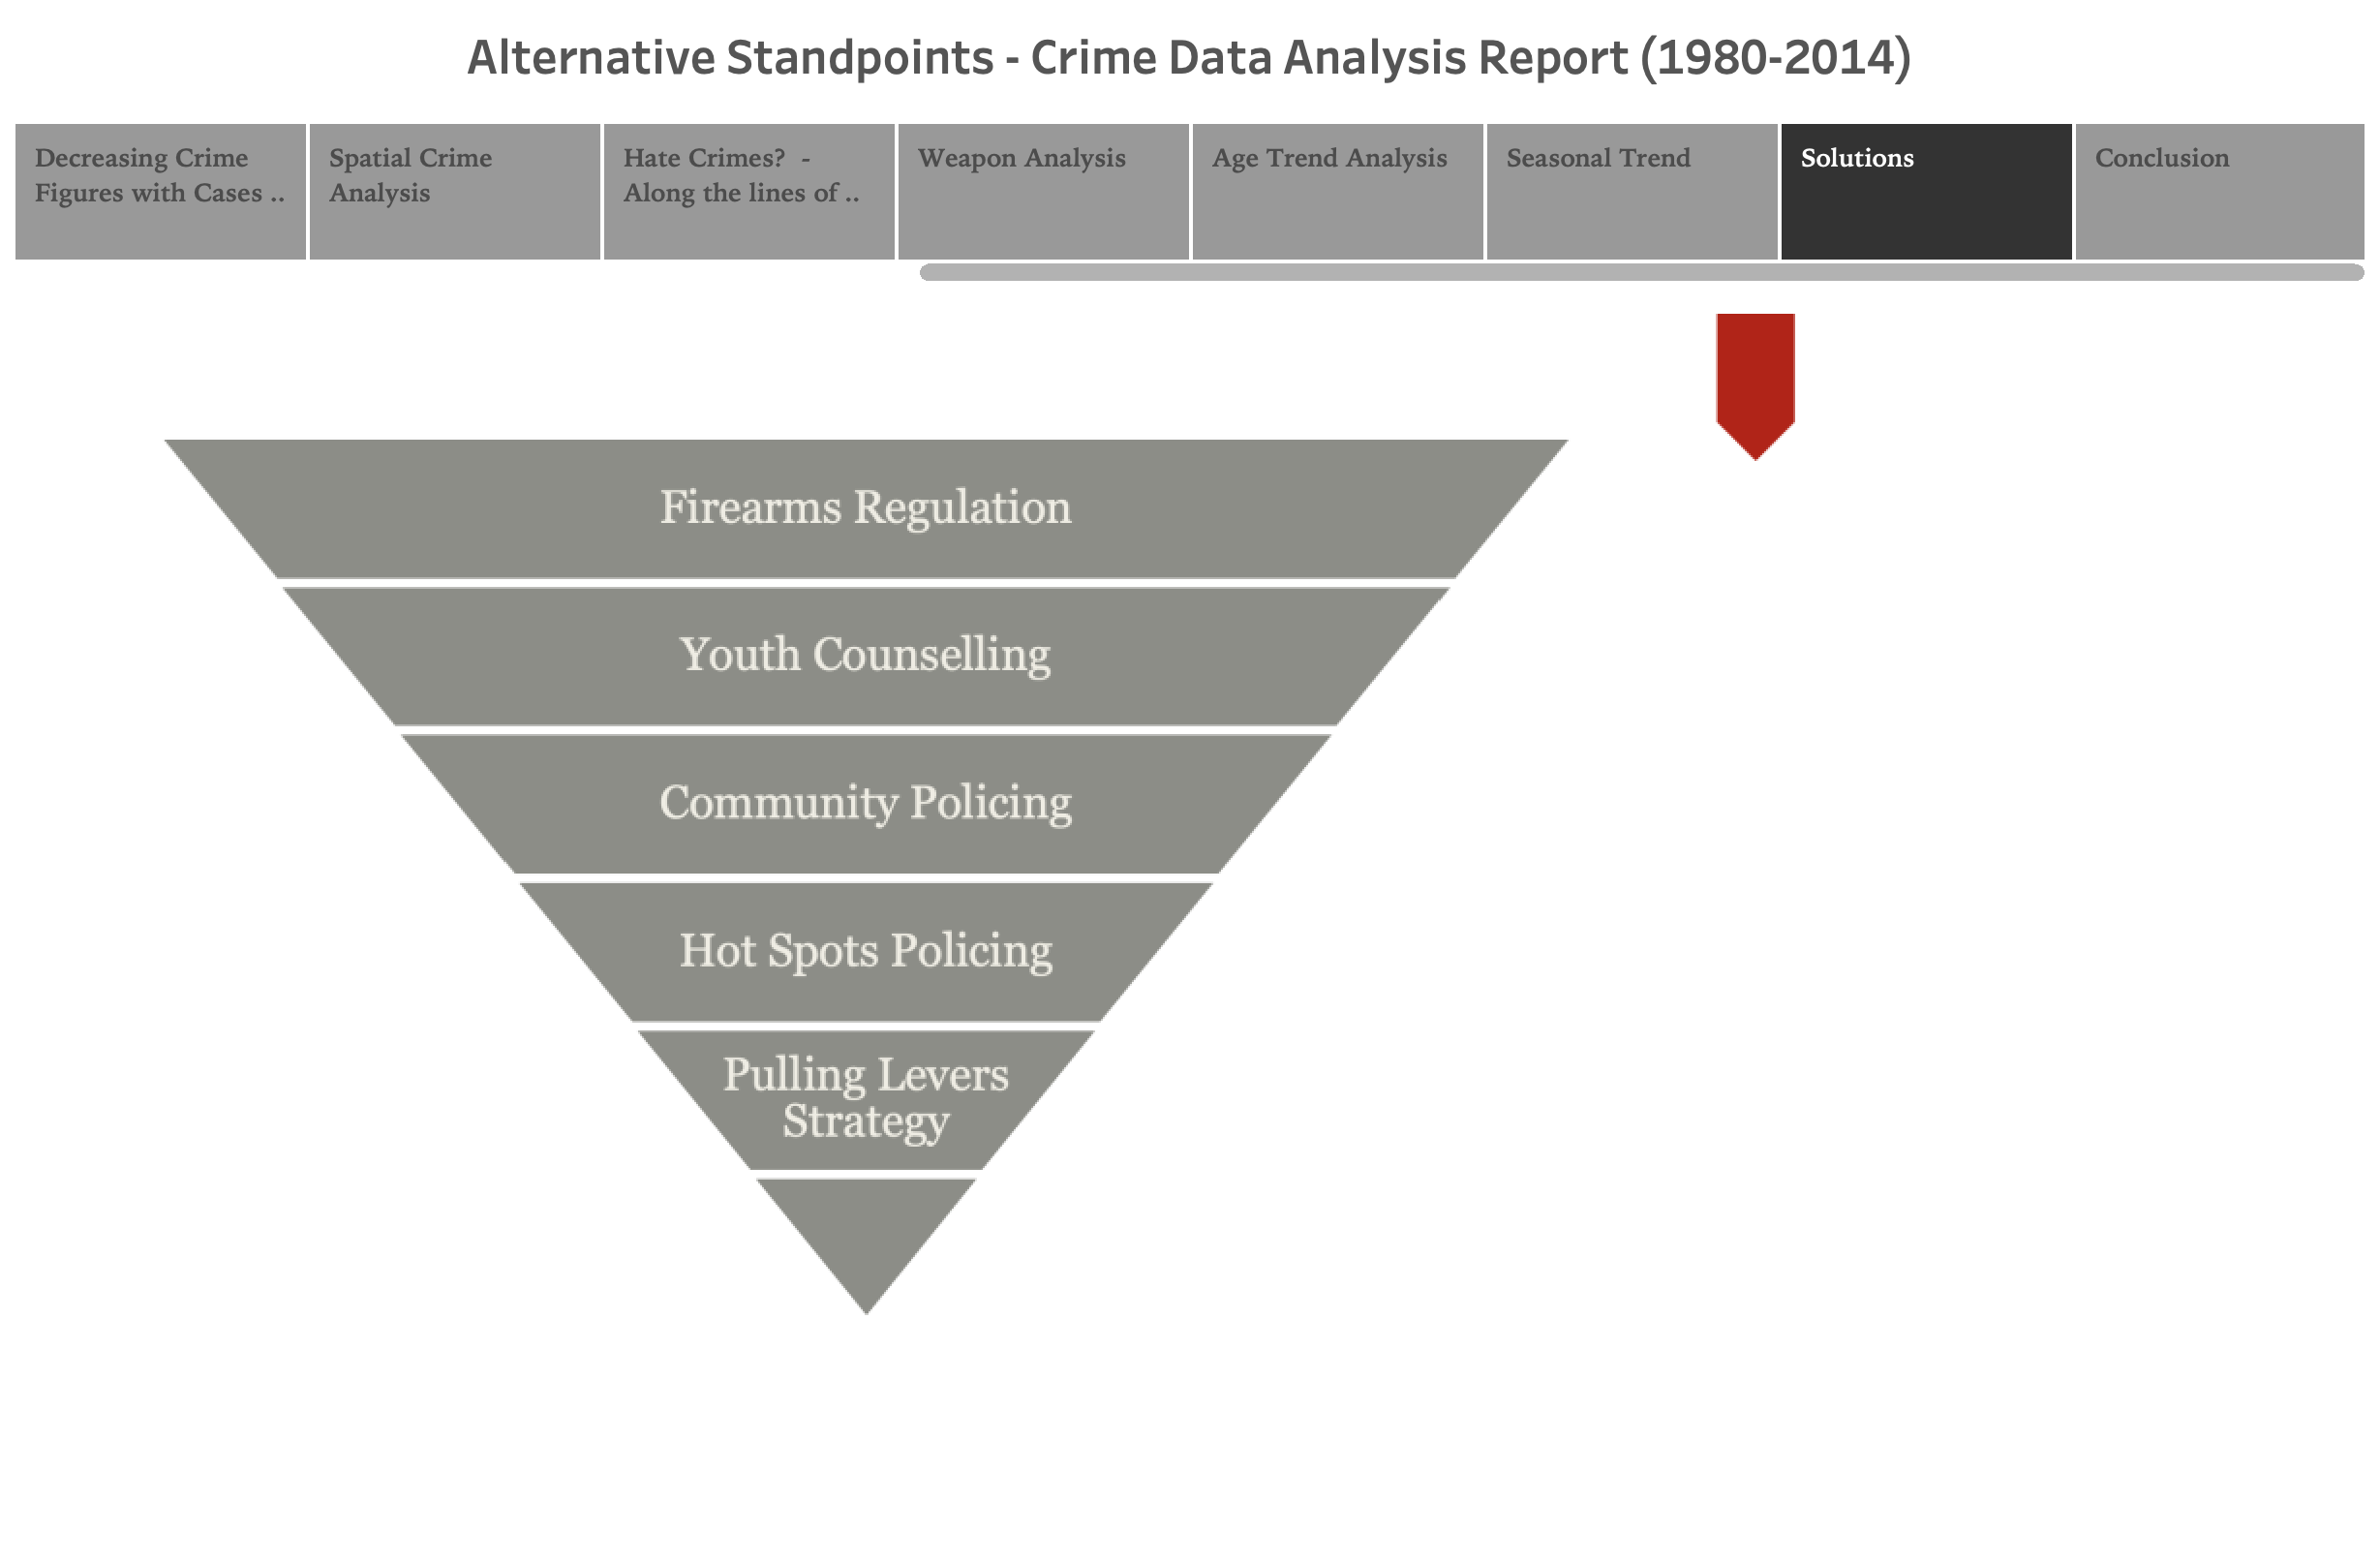 Alternative Standpoints - Crime Data Analysis Report (1980-2014)
Decreasing Crime
Figures with Cases ..
Spatial Crime
Analysis
Hate Crimes?  -
Along the lines of ..
Weapon Analysis
Age Trend Analysis
Seasonal Trend
Solutions
Conclusion
Firearms Regulation
Youth Counselling
Community Policing
Hot Spots Policing
Pulling Levers
Strategy